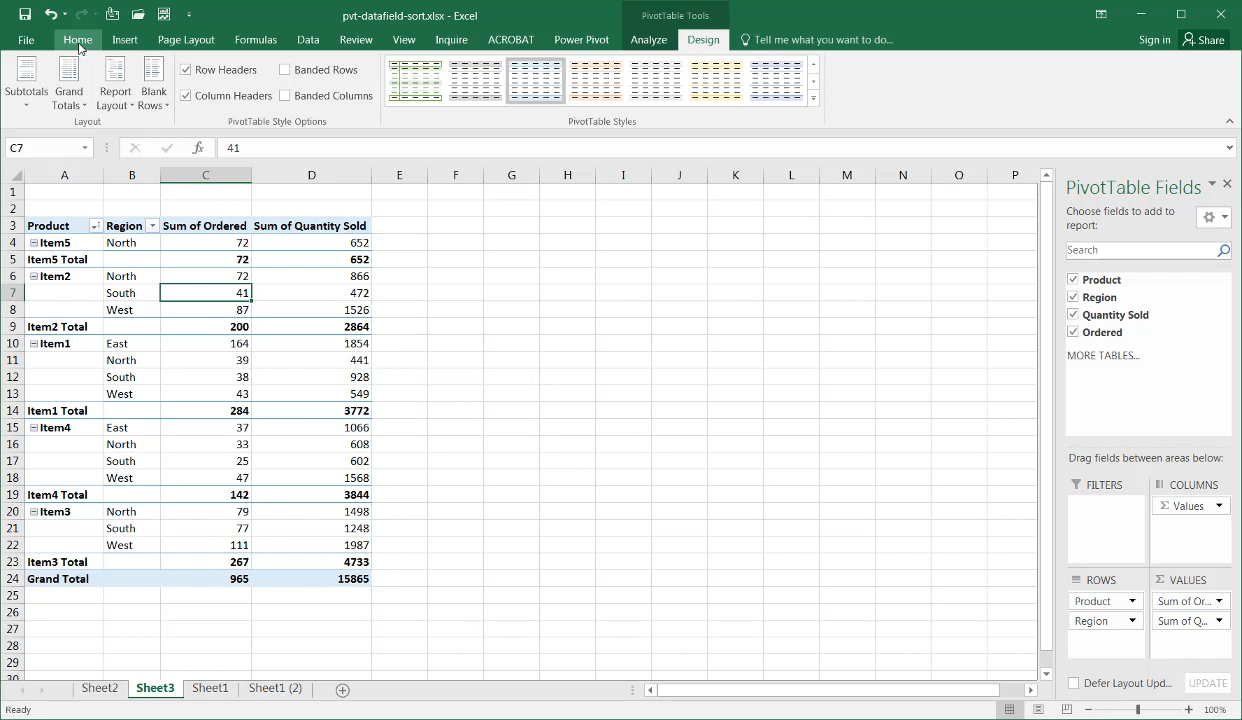 pvt-datafield-sort.xlsx - Excel
PivotTable Tools
File Home Insert Page Layout Formulas Data Review View Inquire ACROBAT Power Pivot Analyze Design Tell me what you want to do... Sign in Share
Subtotals
Grand Totals
Report Layout
Blank Rows
Layout
Row Headers Banded Rows
Column Headers Banded Columns
PivotTable Style Options
PivotTable Styles
C7 fx 41
A B C D E F G H I J K L M N O P
1
2
3 Product Region Sum of Ordered Sum of Quantity Sold
4 Item5 North 72 652
5 Item5 Total 72 652
6 Item2 North 72 866
7 South 41 472
8 West 87 1526
9 Item2 Total 200 2864
10 Item1 East 164 1854
11 North 39 441
12 South 38 928
13 West 43 549
14 Item1 Total 284 3772
15 Item4 East 37 1066
16 North 33 608
17 South 25 602
18 West 47 1568
19 Item4 Total 142 3844
20 Item3 North 79 1498
21 South 77 1248
22 West 111 1987
23 Item3 Total 267 4733
24 Grand Total 965 15865
25
26
27
28
29
30
PivotTable Fields
Choose fields to add to
report:
Search
Product
Region
Quantity Sold
Ordered
MORE TABLES...
Drag fields between areas below:
FILTERS COLUMNS
Σ Values
ROWS Σ VALUES
Product Sum of Or...
Region Sum of Q...
Defer Layout Upd... UPDATE
Sheet2 Sheet3 Sheet1 Sheet1 (2)
Ready 100%